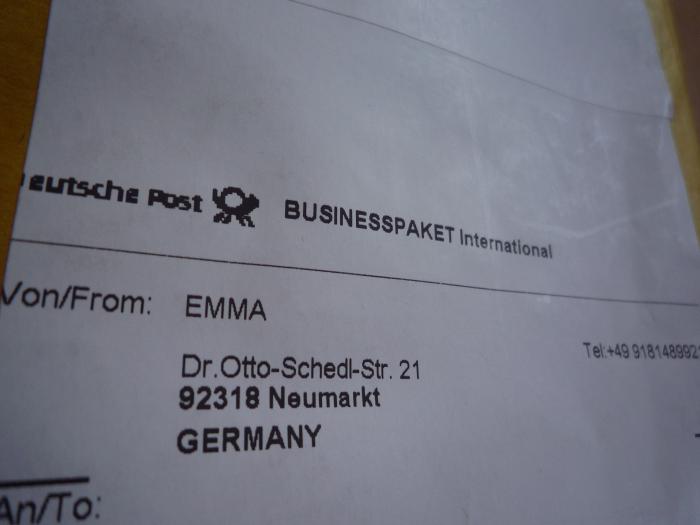 eutsche Post BUSINESSPAKET International
Von/From: EMMA
Tel:+49 918148992
Dr.Otto-Schedl-Str. 21
92318 Neumarkt
GERMANY
An/To: